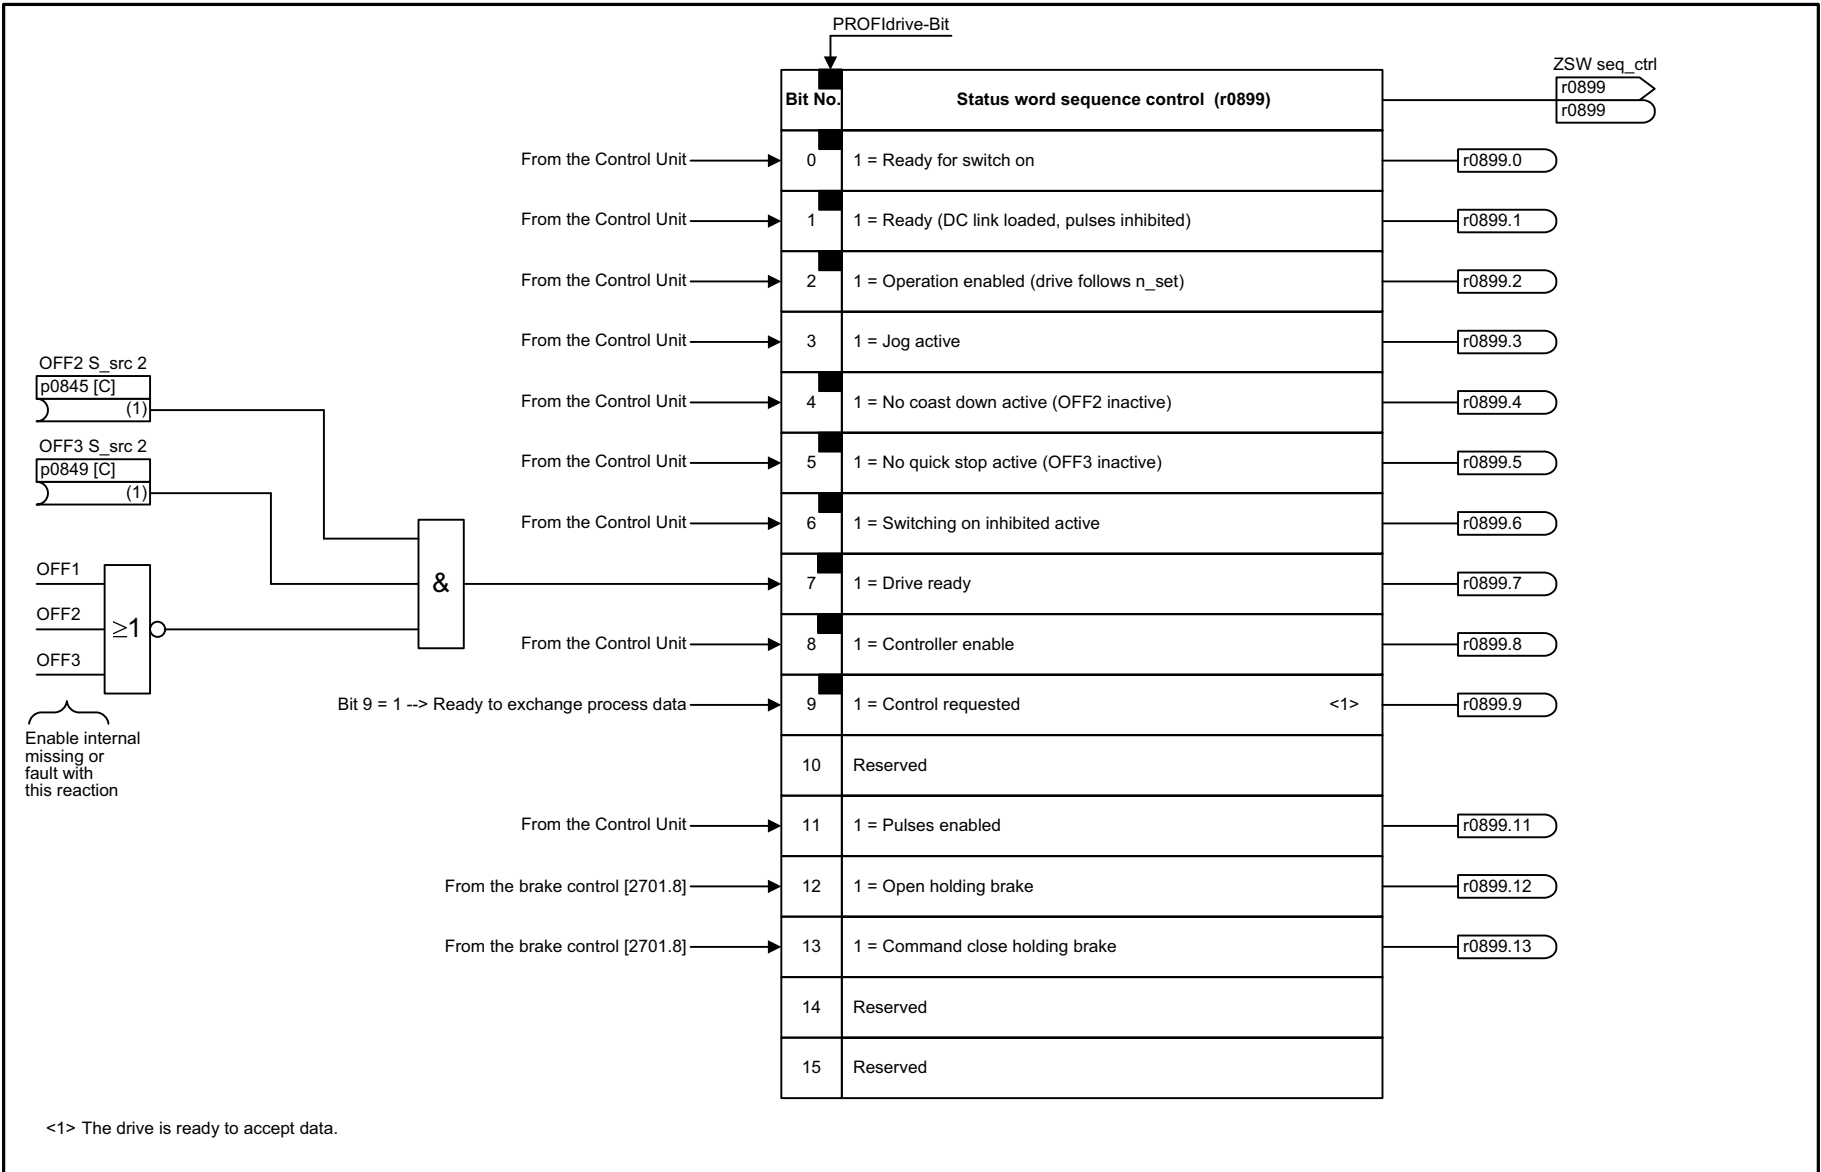 PROFIdrive-Bit
ZSW seq_ctrl
r0899
r0899
Bit No. Status word sequence control (r0899)
From the Control Unit 0 1 = Ready for switch on r0899.0
From the Control Unit 1 1 = Ready (DC link loaded, pulses inhibited) r0899.1
From the Control Unit 2 1 = Operation enabled (drive follows n_set) r0899.2
From the Control Unit 3 1 = Jog active r0899.3
OFF2 S_src 2
p0845 [C]
(1)
From the Control Unit 4 1 = No coast down active (OFF2 inactive) r0899.4
OFF3 S_src 2
p0849 [C]
(1)
From the Control Unit 5 1 = No quick stop active (OFF3 inactive) r0899.5
From the Control Unit 6 1 = Switching on inhibited active r0899.6
OFF1
OFF2
OFF3
≥1
&
7 1 = Drive ready r0899.7
From the Control Unit 8 1 = Controller enable r0899.8
Bit 9 = 1 --> Ready to exchange process data 9 1 = Control requested <1> r0899.9
Enable internal
missing or
fault with
this reaction
10 Reserved
From the Control Unit 11 1 = Pulses enabled r0899.11
From the brake control [2701.8] 12 1 = Open holding brake r0899.12
From the brake control [2701.8] 13 1 = Command close holding brake r0899.13
14 Reserved
15 Reserved
<1> The drive is ready to accept data.